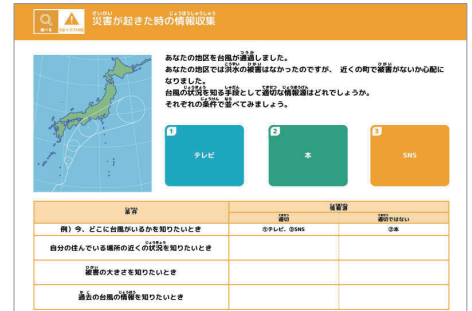 災害が起きた時の情報収集
あなたの地区を台風が通過しました。
あなたの地区では洪水の被害はなかったのですが、 近くの町で被害がないか心配に
なりました。
台風の状況を知る手段として適切な情報源はどれでしょうか。
それぞれの条件で並べてみましょう。
1
テレビ
2
本
3
SNS
情報源
適切
適切ではない
例）今、どこに台風がいるかを知りたいとき
①テレビ、③SNS
②本
自分の住んでいる場所の近くの状況を知りたいとき
被害の大きさを知りたいとき
過去の台風の情報を知りたいとき